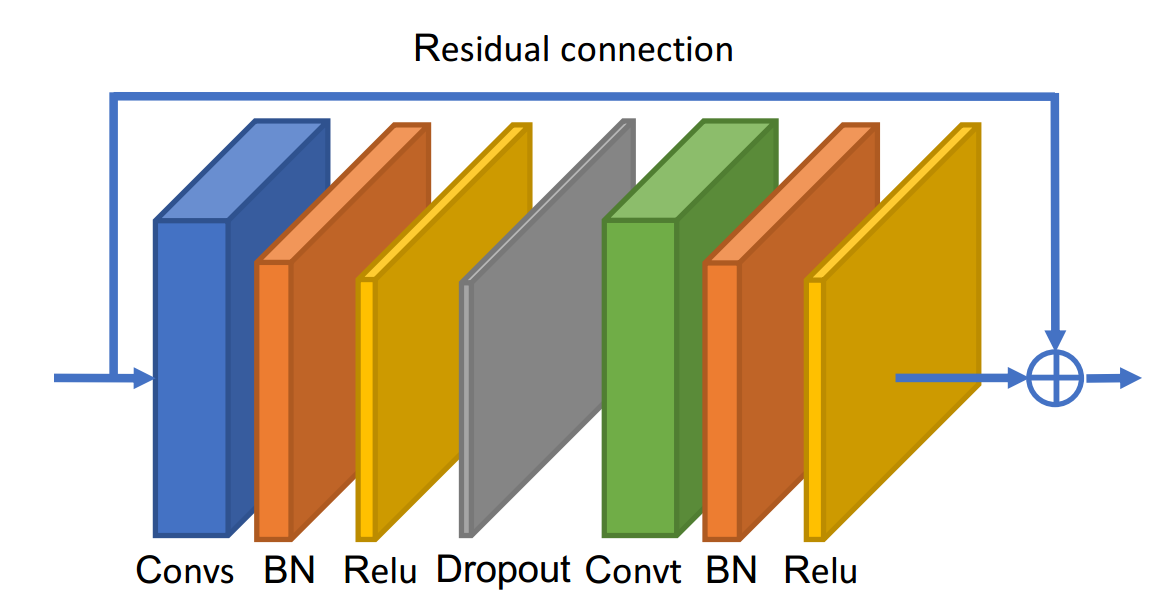 Residual connection
Convs BN Relu Dropout Convt BN Relu